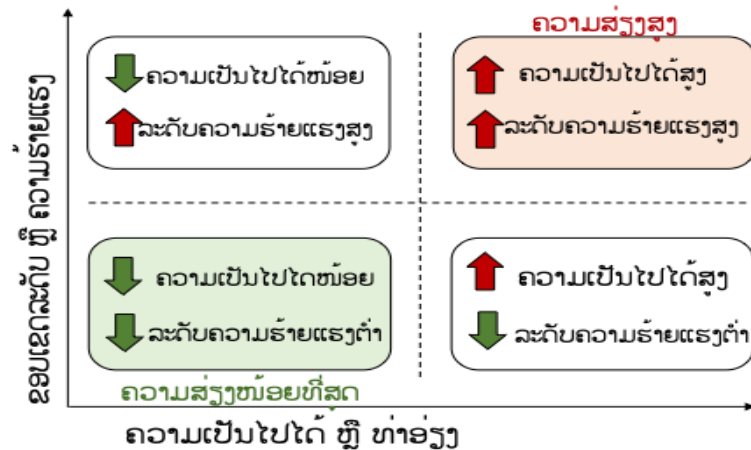 ຄວາມສ່ຽງສູງ
ຄວາມເປັນໄປໄດ້ໜ້ອຍ
ລະດັບຄວາມຮ້າຍແຮງສູງ
ຄວາມເປັນໄປໄດ້ສູງ
ລະດັບຄວາມຮ້າຍແຮງສູງ
ຂອບເຂດລະດັບ ຫຼື ຄວາມຮ້າຍແຮງ
ຄວາມເປັນໄປໄດໜ້ອຍ
ລະດັບຄວາມຮ້າຍແຮງຕ່ຳ
ຄວາມເປັນໄປໄດ້ສູງ
ລະດັບຄວາມຮ້າຍແຮງຕ່ຳ
ຄວາມສ່ຽງໜ້ອຍທີ່ສຸດ
ຄວາມເປັນໄປໄດ້ ຫຼື ທ່າອ່ຽງ